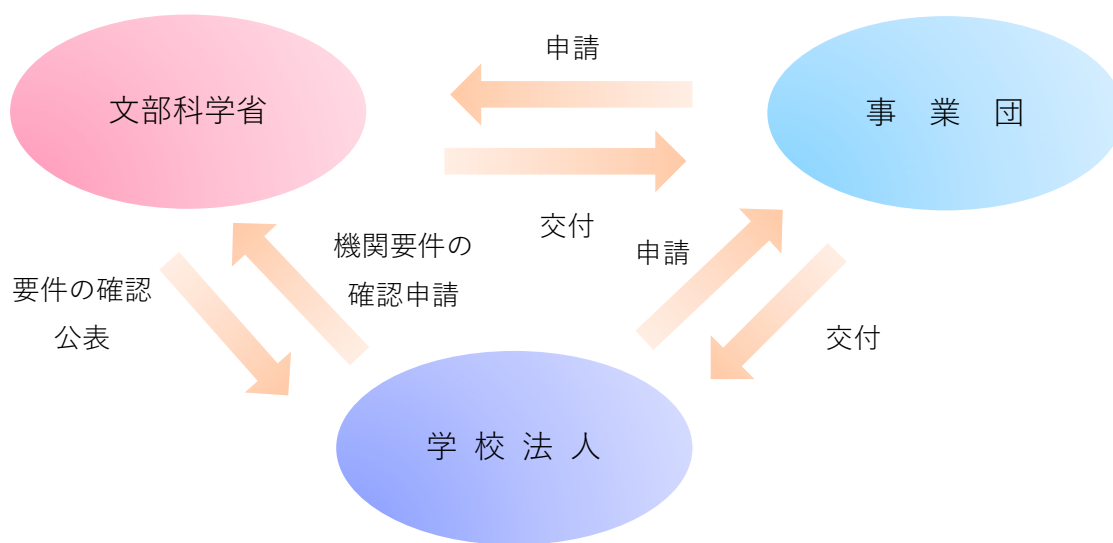 申請
文部科学省
事業団
交付
機関要件の
確認申請
申請
要件の確認
公表
交付
学校法人